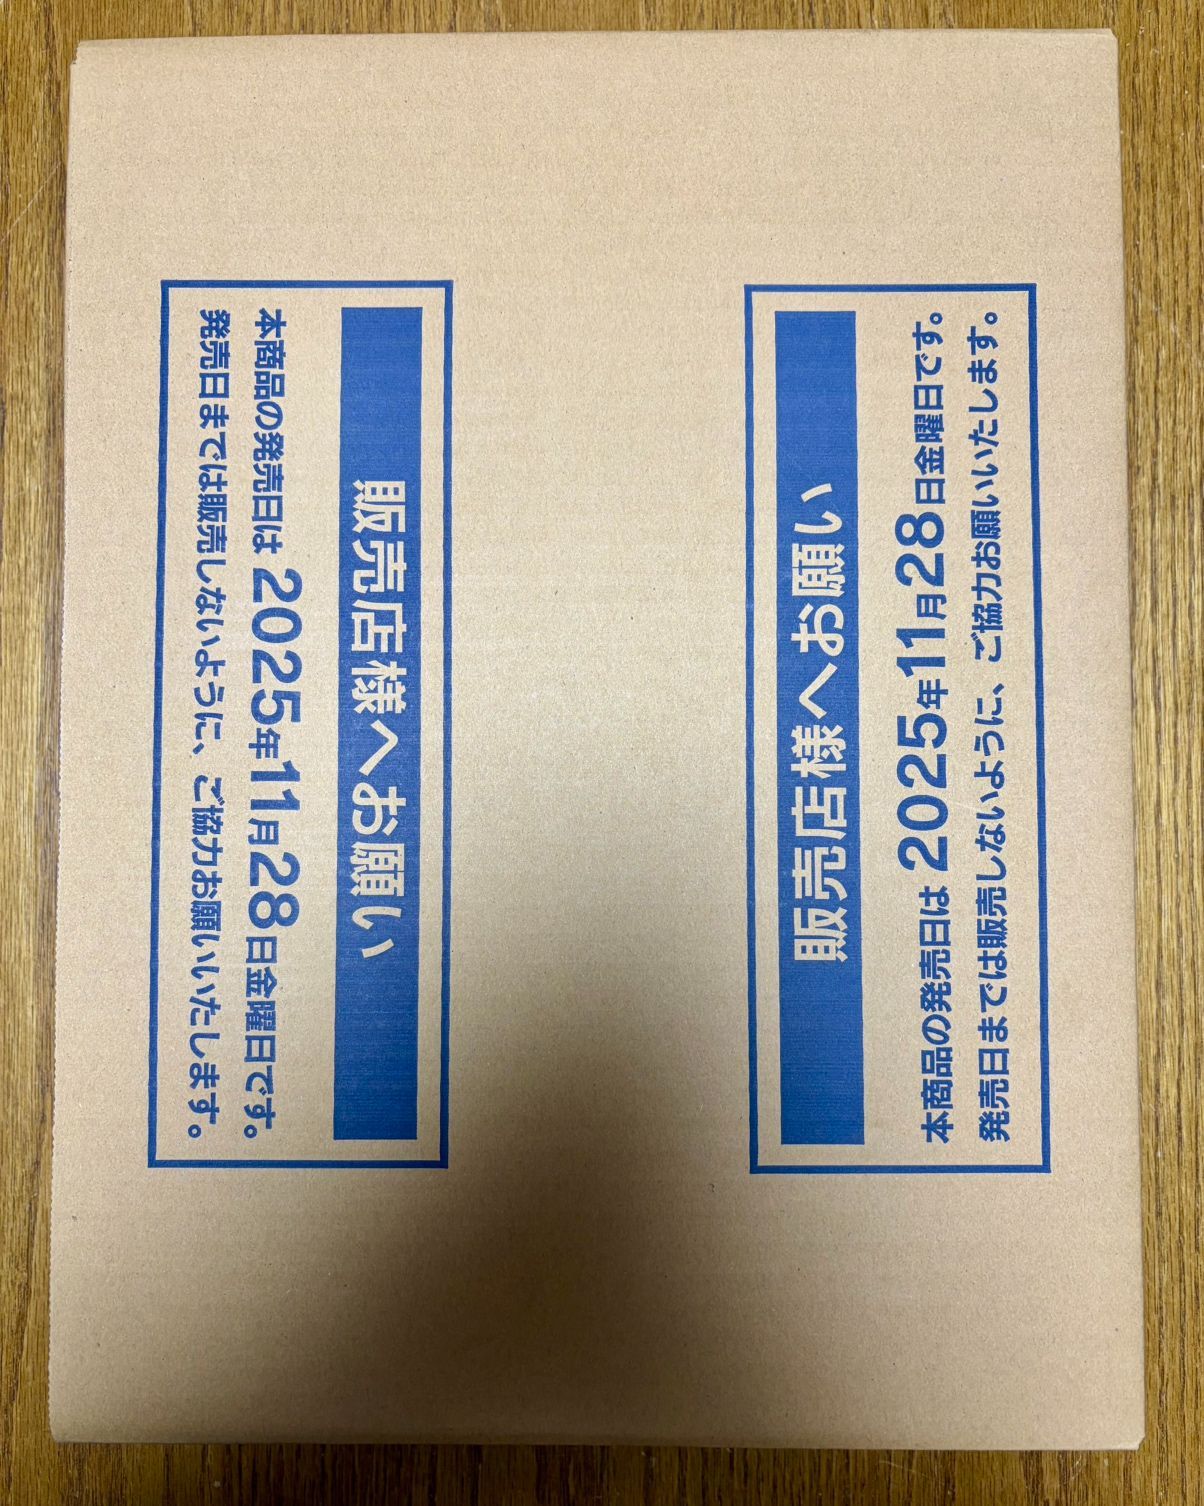 販売店様へお願い
本商品の発売日は 2025年11月28日金曜日です。
発売日までは販売しないように、ご協力お願いいたします。
販売店様へお願い
本商品の発売日は 2025年11月28日金曜日です。
発売日までは販売しないように、ご協力お願いいたします。